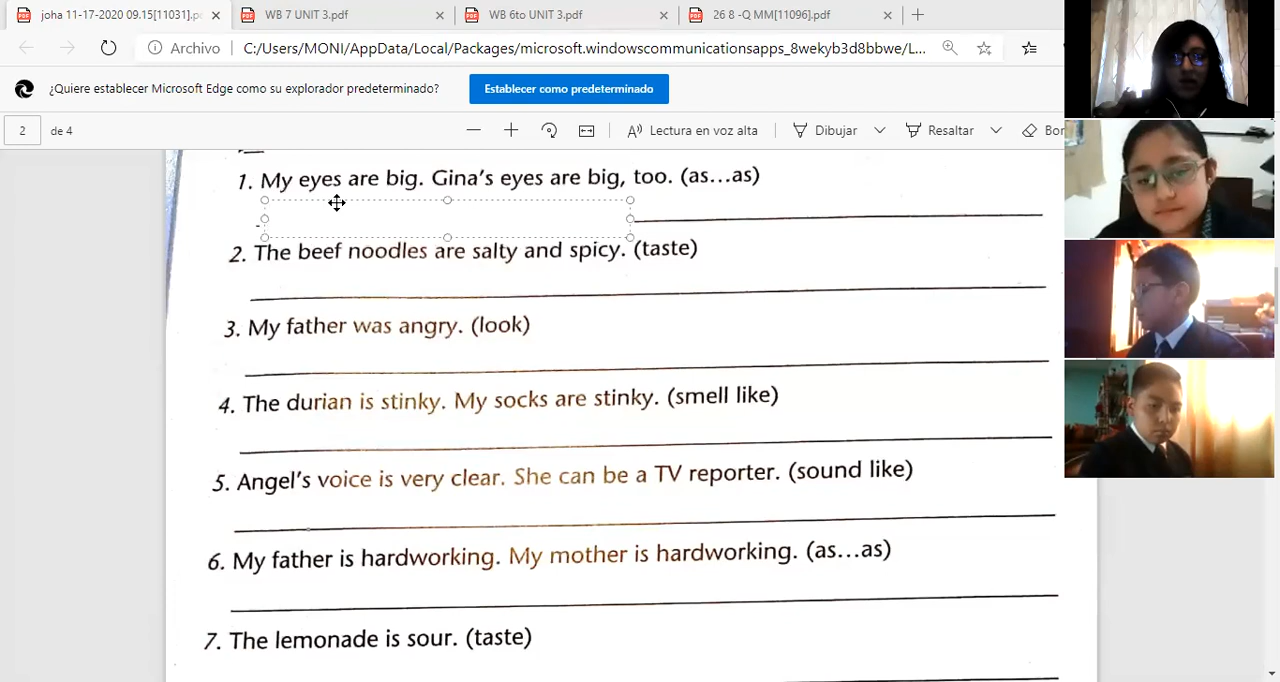 joha 11-17-2020 09.15[11031].p
WB 7 UNIT 3.pdf
WB 6to UNIT 3.pdf
26 8 -Q MM[11096].pdf
Archivo
C:/Users/MONI/AppData/Local/Packages/microsoft.windowscommunicationsapps_8wekyb3d8bbwe/L...
¿Quiere establecer Microsoft Edge como su explorador predeterminado?
Establecer como predeterminado
2 de 4
Lectura en voz alta
Dibujar
Resaltar
Bor
1. My eyes are big. Gina's eyes are big, too. (as...as)
2. The beef noodles are salty and spicy. (taste)
3. My father was angry. (look)
4. The durian is stinky. My socks are stinky. (smell like)
5. Angel's voice is very clear. She can be a TV reporter. (sound like)
6. My father is hardworking. My mother is hardworking. (as...as)
7. The lemonade is sour. (taste)